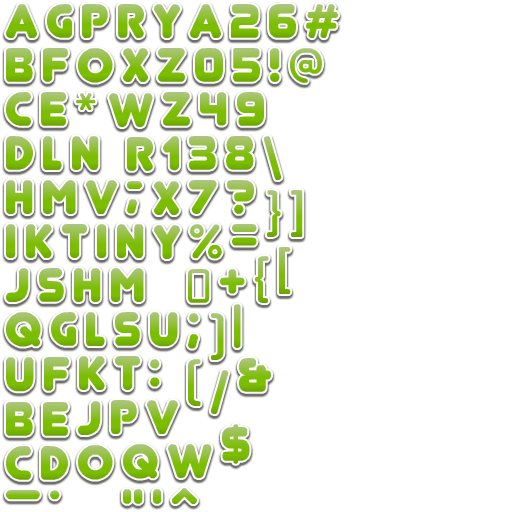 AGPRYA26#
BFOXZ05!@
CE*WZ49
DLN R138\
HMV;X7?}]
IKTINY%=
JSHM ▯+{[
QGLSU;)|
UFKT:(/&
BEJPV
CDOQW$
–. "'^